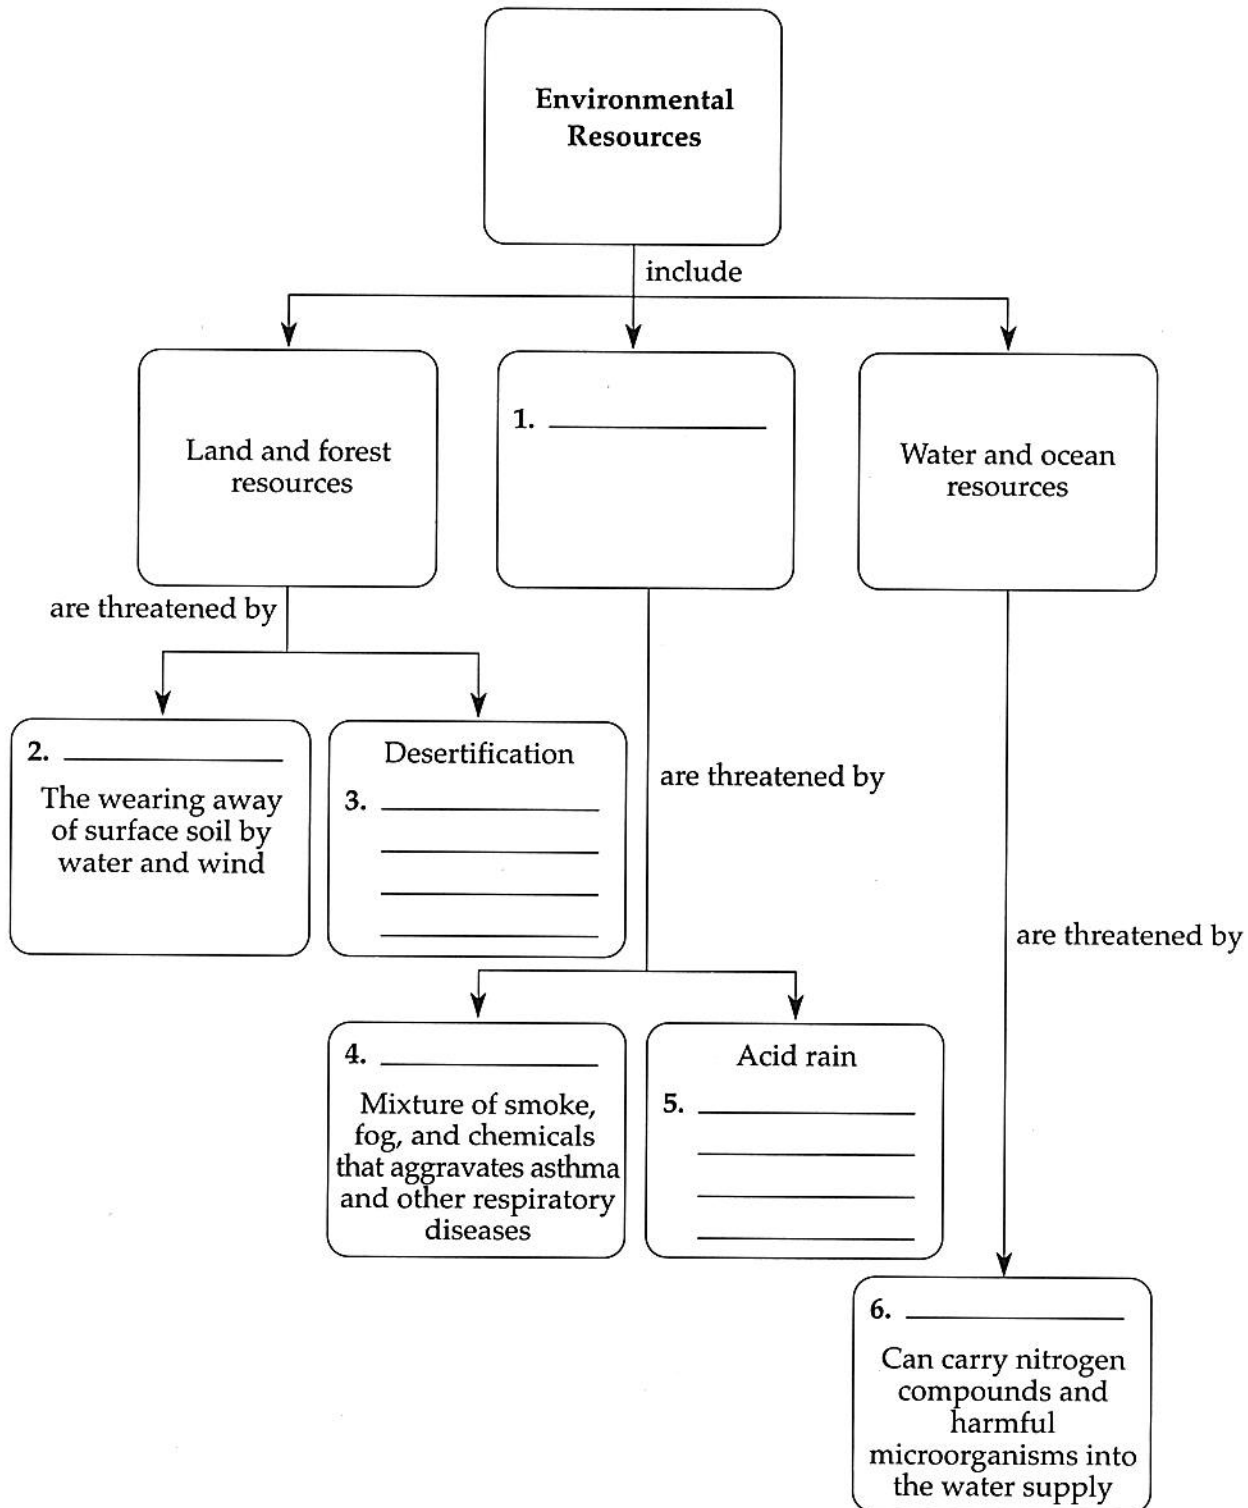 Environmental
Resources
include
Land and forest
resources
1.
Water and ocean
resources
are threatened by
2.
The wearing away
of surface soil by
water and wind
Desertification
3.
are threatened by
are threatened by
4.
Mixture of smoke,
fog, and chemicals
that aggravates asthma
and other respiratory
diseases
Acid rain
5.
6.
Can carry nitrogen
compounds and
harmful
microorganisms into
the water supply